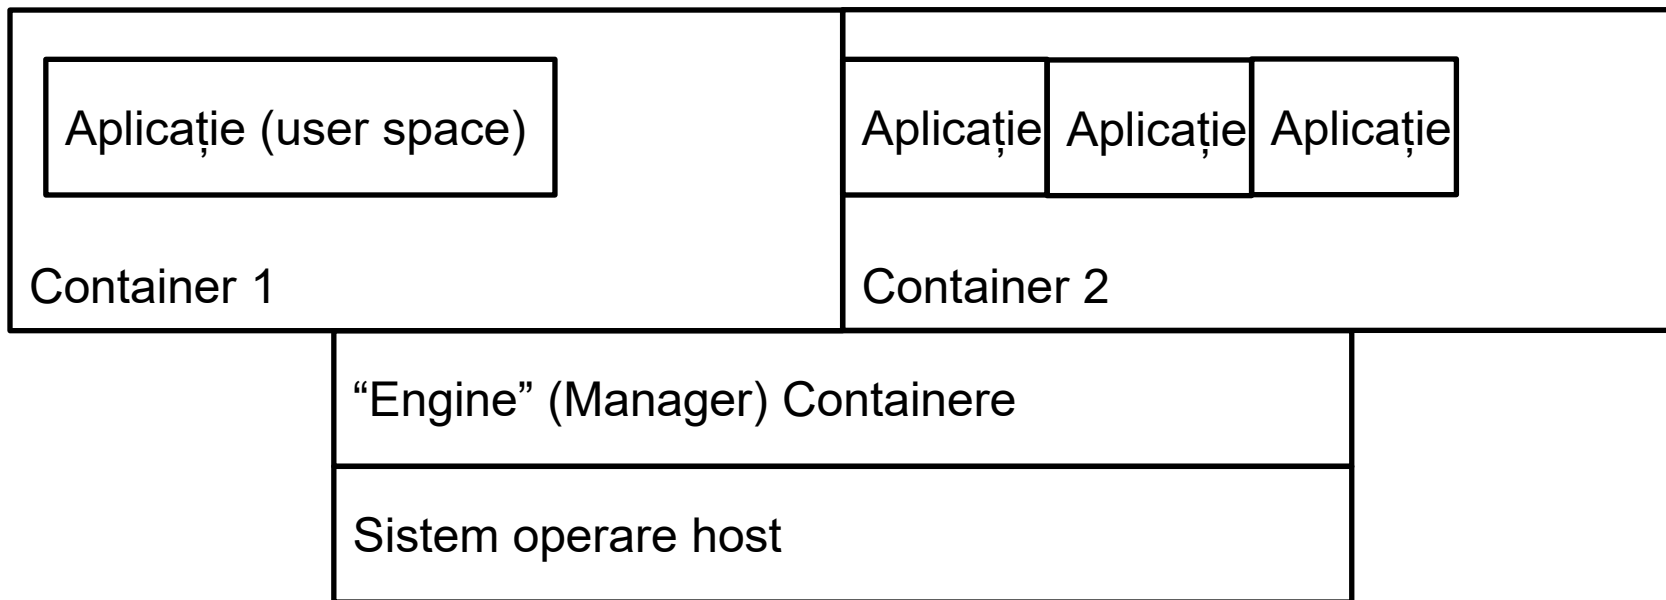 Aplicație (user space)
Aplicație Aplicație Aplicație
Container 1
Container 2
“Engine” (Manager) Containere
Sistem operare host